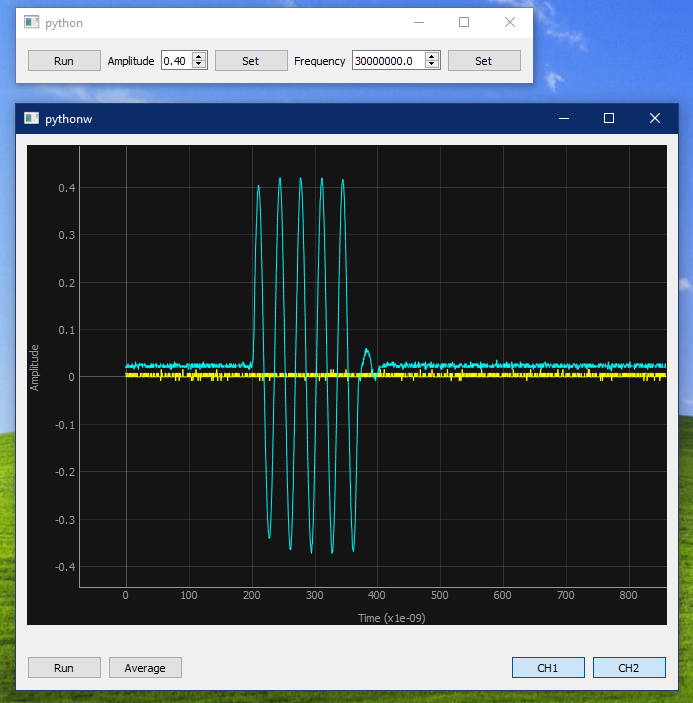 python
Run Amplitude 0.40 Set Frequency 30000000.0 Set
pythonw
0.4
0.3
0.2
0.1
0
-0.1
-0.2
-0.3
-0.4
Amplitude
0 100 200 300 400 500 600 700 800
Time (x1e-09)
Run Average CH1 CH2